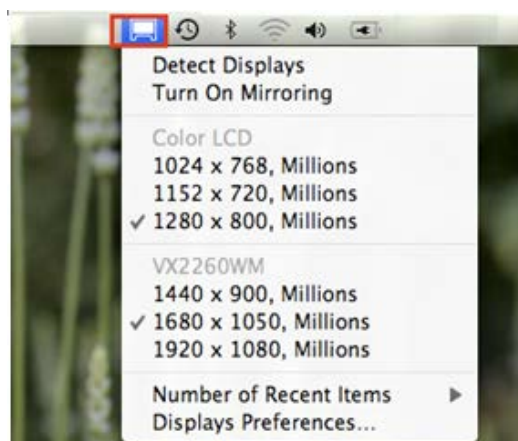 Detect Displays
Turn On Mirroring
Color LCD
1024 x 768, Millions
1152 x 720, Millions
✓ 1280 x 800, Millions
VX2260WM
1440 x 900, Millions
✓ 1680 x 1050, Millions
1920 x 1080, Millions
Number of Recent Items
Displays Preferences...